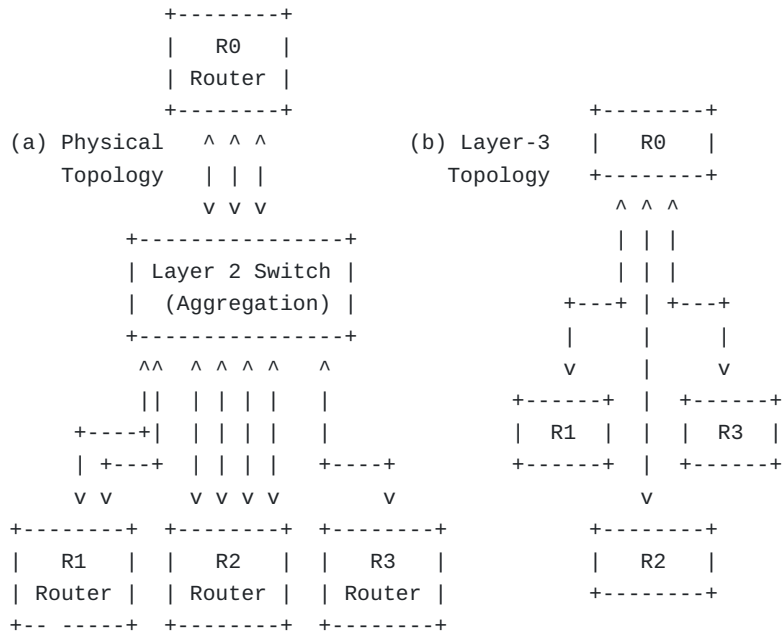 R0
Router
(a) Physical
Topology
Layer 2 Switch
(Aggregation)
R1
Router
R2
Router
R3
Router
(b) Layer-3
Topology
R0
R1
R3
R2